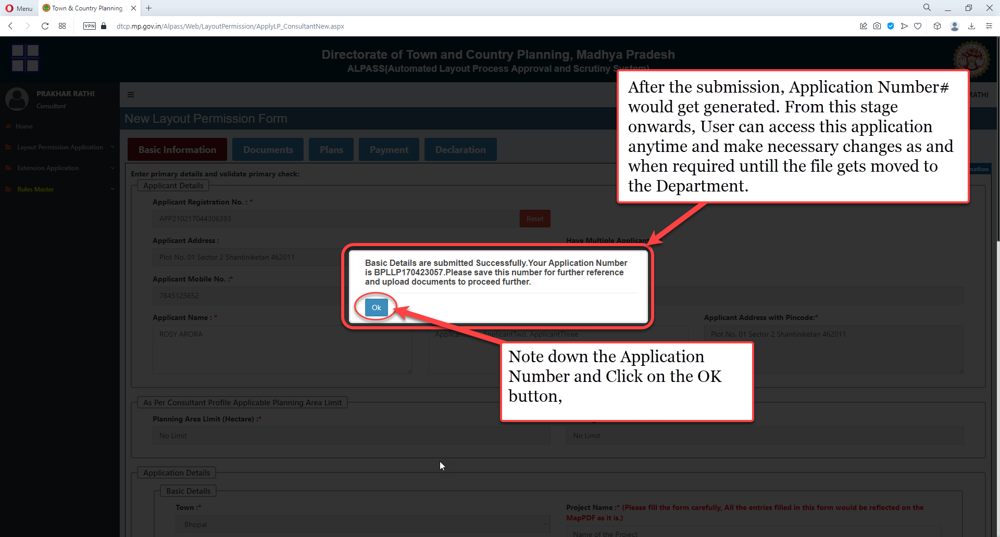 Menu
Town & Country Planning,
VPN
dtcp.mp.gov.in/Alpass/Web/LayoutPermission/ApplyLP_ConsultantNew.aspx
Directorate of Town and Country Planning, Madhya Pradesh
ALPASS(Automated Layout Process Approval and Scrutiny System)
PRAKHAR RATHI
Consultant
RATHI
Home
Layout Permission Application
Extension Application
Rules Master
New Layout Permission Form
Basic Information
Documents
Plans
Payment
Declaration
After the submission, Application Number#
would get generated. From this stage
onwards, User can access this application
anytime and make necessary changes as and
when required untill the file gets moved to
the Department.
Enter primary details and validate primary check:
Applicant Details
Applicant Registration No. : *
APP210217044306393
Reset
Applicant Address :
Have Multiple Applicant
Plot No. 01 Sector 2 Shantiniketan 462011
Basic Details are submitted Successfully.Your Application Number
is BPLLP170423057.Please save this number for further reference
and upload documents to proceed further.
Ok
Applicant Mobile No. :*
7845123652
Applicant Name : *
Applicant Address with Pincode:*
ROSY ARORA
ApplicantTwo, ApplicantThree
Plot No. 01 Sector 2 Shantiniketan 462011
Note down the Application
Number and Click on the OK
button,
As Per Consultant Profile Applicable Planning Area Limit
Planning Area Limit (Hectare) :*
No Limit
No Limit
Application Details
Basic Details
Town :*
Project Name :* (Please fill the form carefully, All the entries filled in this form would be reflected on the
MapPDF as it is.)
Bhopal
Name of the Project